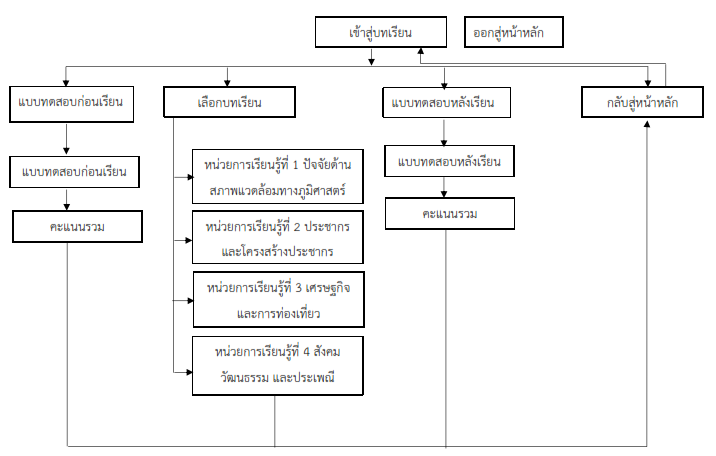 เข้าสู่บทเรียน
ออกสู่หน้าหลัก
แบบทดสอบก่อนเรียน
เลือกบทเรียน
แบบทดสอบหลังเรียน
กลับสู่หน้าหลัก
แบบทดสอบก่อนเรียน
คะแนนรวม
หน่วยการเรียนรู้ที่ 1 ปัจจัยด้าน
สภาพแวดล้อมทางภูมิศาสตร์
หน่วยการเรียนรู้ที่ 2 ประชากร
และโครงสร้างประชากร
หน่วยการเรียนรู้ที่ 3 เศรษฐกิจ
และการท่องเที่ยว
หน่วยการเรียนรู้ที่ 4 สังคม
วัฒนธรรม และประเพณี
แบบทดสอบหลังเรียน
คะแนนรวม